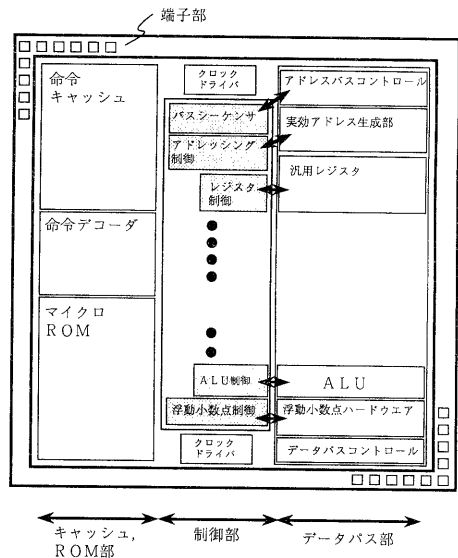 端子部
命令
キャッシュ
クロック
ドライバ
アドレスバスコントロール
バスシーケンサ
実効アドレス生成部
アドレッシング
制御
汎用レジスタ
レジスタ
制御
命令デコーダ
マイクロ
ROM
ALU制御
ALU
浮動小数点制御
浮動小数点ハードウエア
クロック
ドライバ
データバスコントロール
キャッシュ,
ROM部
制御部
データパス部